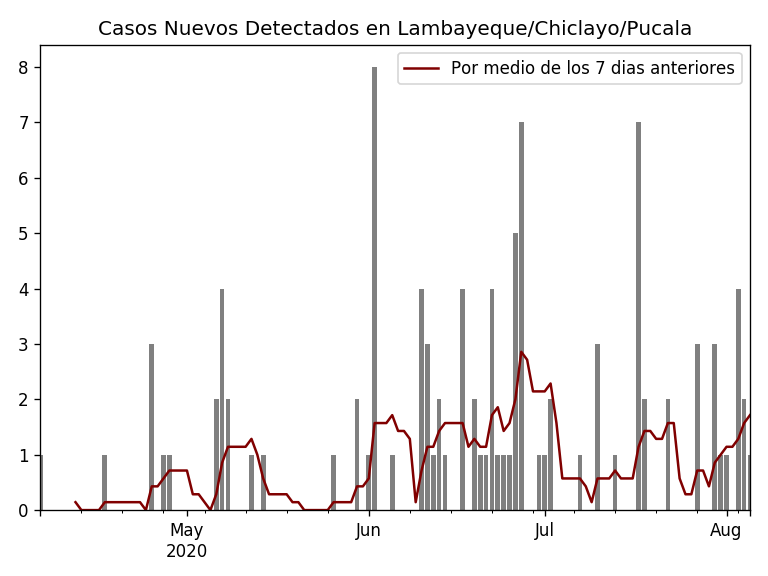 Casos Nuevos Detectados en Lambayeque/Chiclayo/Pucala
Por medio de los 7 dias anteriores
8
7
6
5
4
3
2
1
0
May
2020
Jun
Jul
Aug